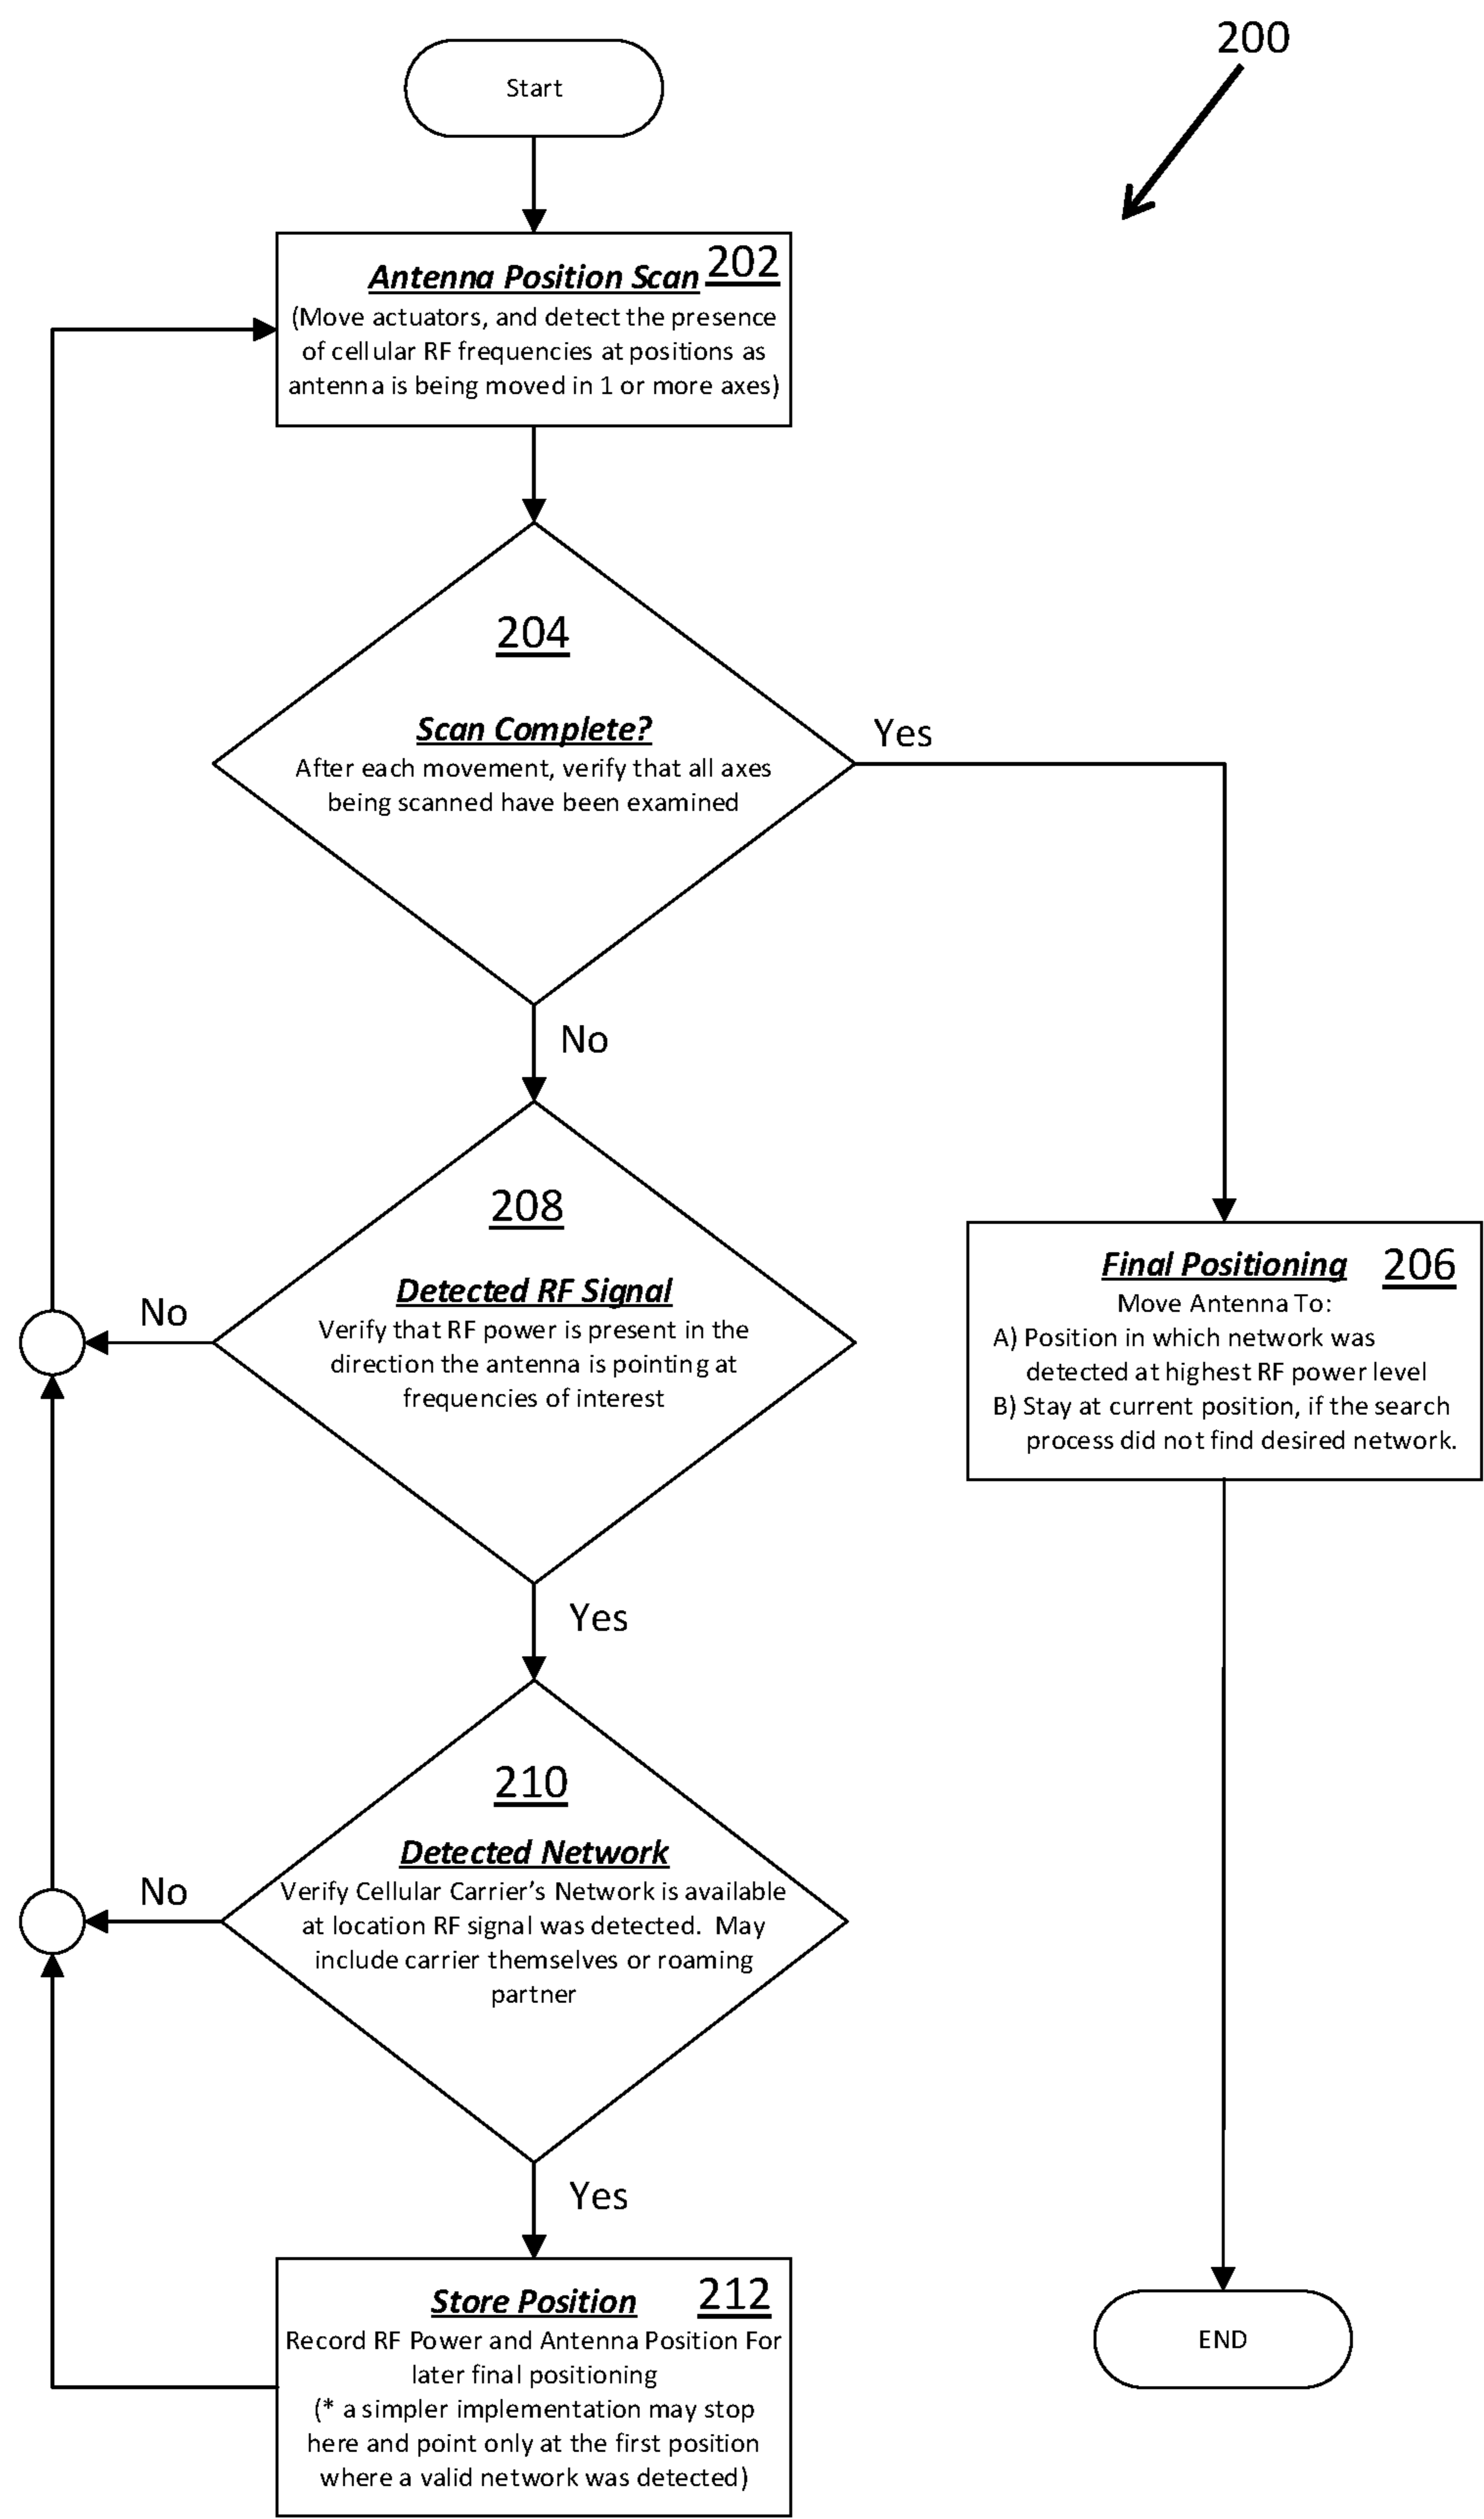 200
Start
Antenna Position Scan 202
(Move actuators, and detect the presence
of cellular RF frequencies at positions as
antenna is being moved in 1 or more axes)
204
Scan Complete?
After each movement, verify that all axes
being scanned have been examined
Yes
No
208
Detected RF Signal
Verify that RF power is present in the
direction the antenna is pointing at
frequencies of interest
No
Yes
Final Positioning 206
Move Antenna To:
A) Position in which network was
detected at highest RF power level
B) Stay at current position, if the search
process did not find desired network.
210
Detected Network
Verify Cellular Carrier’s Network is available
at location RF signal was detected. May
include carrier themselves or roaming
partner
No
Yes
Store Position 212
Record RF Power and Antenna Position For
later final positioning
(* a simpler implementation may stop
here and point only at the first position
where a valid network was detected)
END